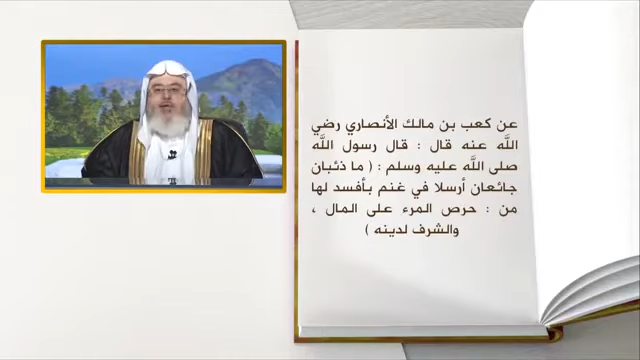 عن كعب بن مالك الأنصاري رضي
الله عنه قال : قال رسول الله
صلى الله عليه وسلم : ( ما ذئبان
جائعان أرسلا في غنم بأفسد لها
من : حرص المرء على المال ،
والشرف لدينه )